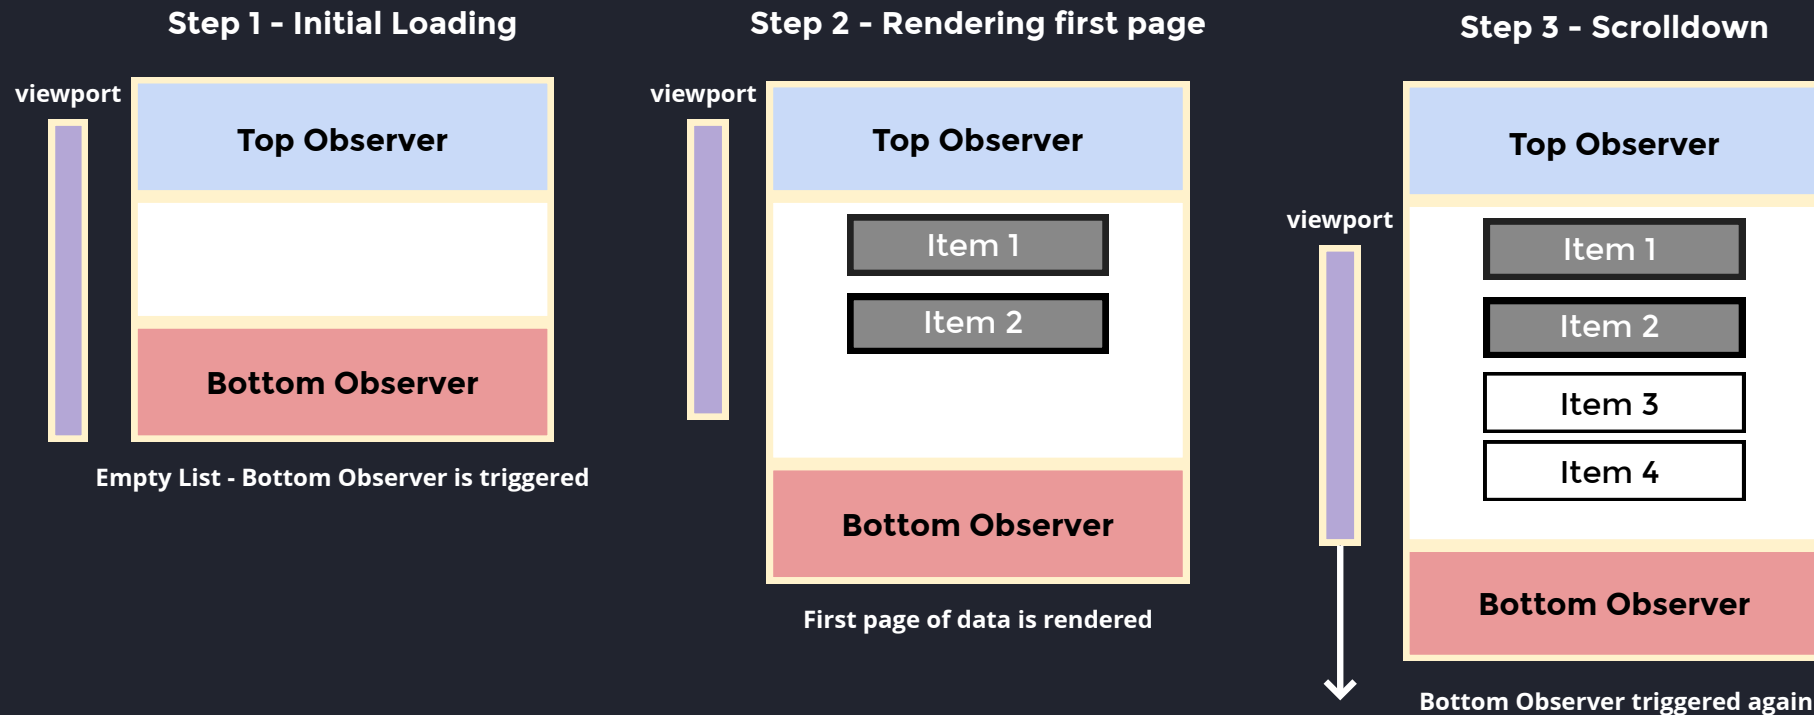 Step 1 - Initial Loading
viewport
Top Observer
Bottom Observer
Empty List - Bottom Observer is triggered
Step 2 - Rendering first page
viewport
Top Observer
Item 1
Item 2
Bottom Observer
First page of data is rendered
Step 3 - Scrolldown
viewport
Top Observer
Item 1
Item 2
Item 3
Item 4
Bottom Observer
Bottom Observer triggered again